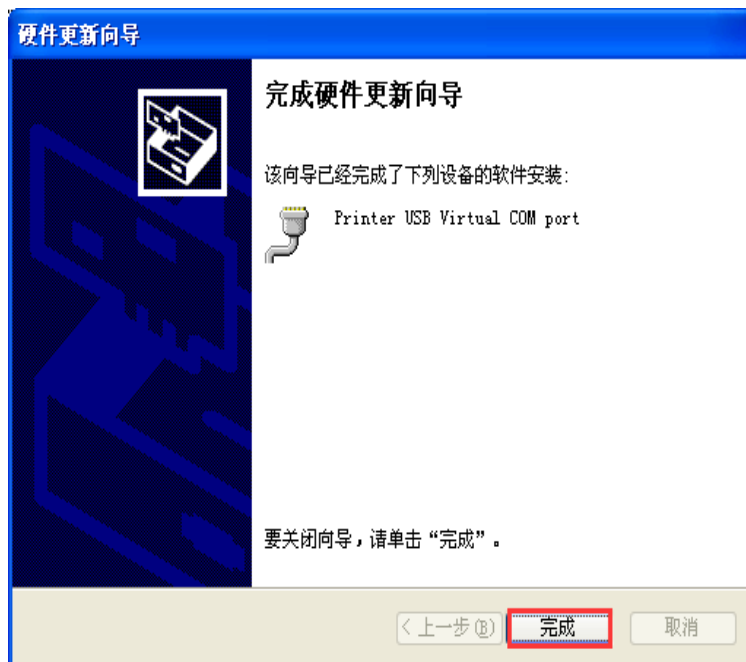 硬件更新向导
完成硬件更新向导
该向导已经完成了下列设备的软件安装:
Printer USB Virtual COM port
要关闭向导，请单击“完成”。
< 上一步(B) 完成 取消